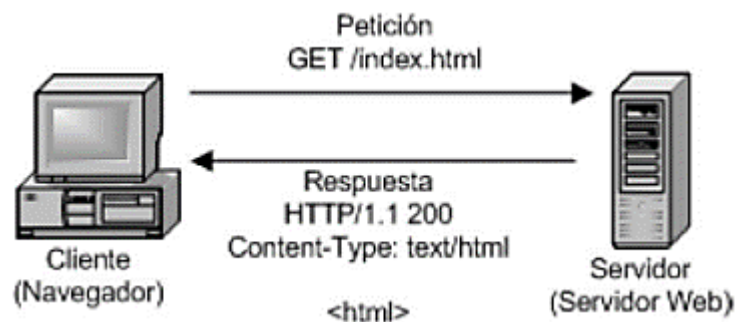 Petición
GET /index.html
Respuesta
HTTP/1.1 200
Content-Type: text/html
<html>
Cliente
(Navegador)
Servidor
(Servidor Web)